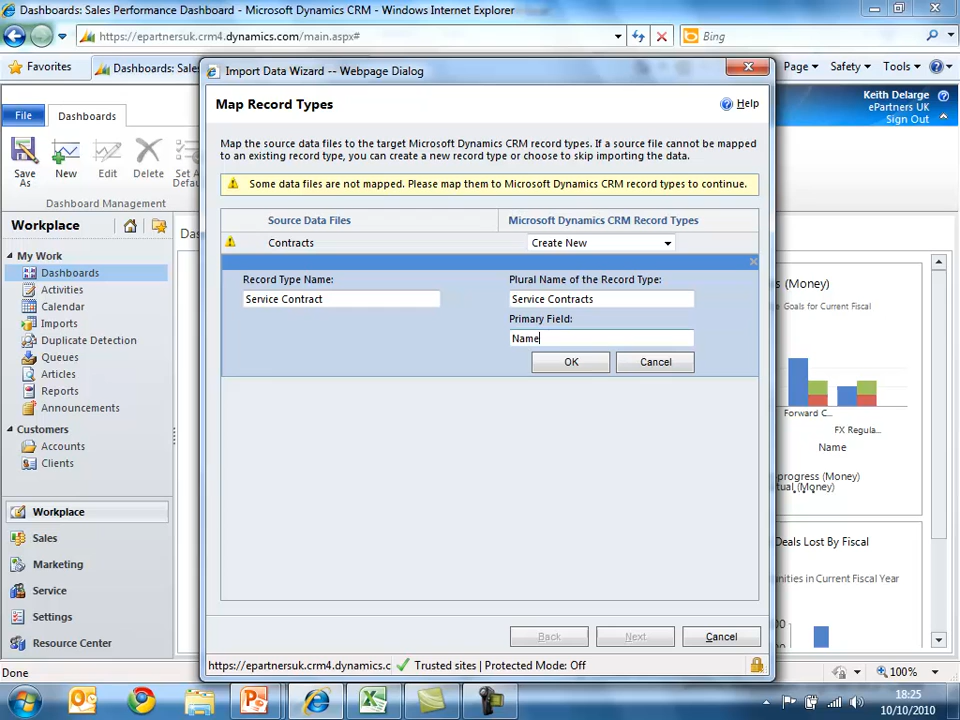 Dashboards: Sales Performance Dashboard - Microsoft Dynamics CRM - Windows Internet Explorer
https://epartnersuk.crm4.dynamics.com/main.aspx#
Bing
Favorites
Dashboards: Sales
Page
Safety
Tools
Import Data Wizard -- Webpage Dialog
Map Record Types
Help
Map the source data files to the target Microsoft Dynamics CRM record types. If a source file cannot be mapped
to an existing record type, you can create a new record type or choose to skip importing the data.
Some data files are not mapped. Please map them to Microsoft Dynamics CRM record types to continue.
Source Data Files
Microsoft Dynamics CRM Record Types
Contracts
Create New
Record Type Name:
Service Contract
Plural Name of the Record Type:
Service Contracts
Primary Field:
Name
OK
Cancel
Back
Next
Cancel
https://epartnersuk.crm4.dynamics.c
Trusted sites | Protected Mode: Off
Keith Delarge
ePartners UK
Sign Out
File
Dashboards
Save
As
New
Edit
Delete
Set A
Defau
Dashboard Management
Workplace
Das
My Work
Dashboards
Activities
Calendar
Imports
Duplicate Detection
Queues
Articles
Reports
Announcements
Customers
Accounts
Clients
Workplace
Sales
Marketing
Service
Settings
Resource Center
s (Money)
e Goals for Current Fiscal
Forward C...
FX Regula...
Name
progress (Money)
tual (Money)
Deals Lost By Fiscal
unities in Current Fiscal Year
00
Done
100%
18:25
10/10/2010